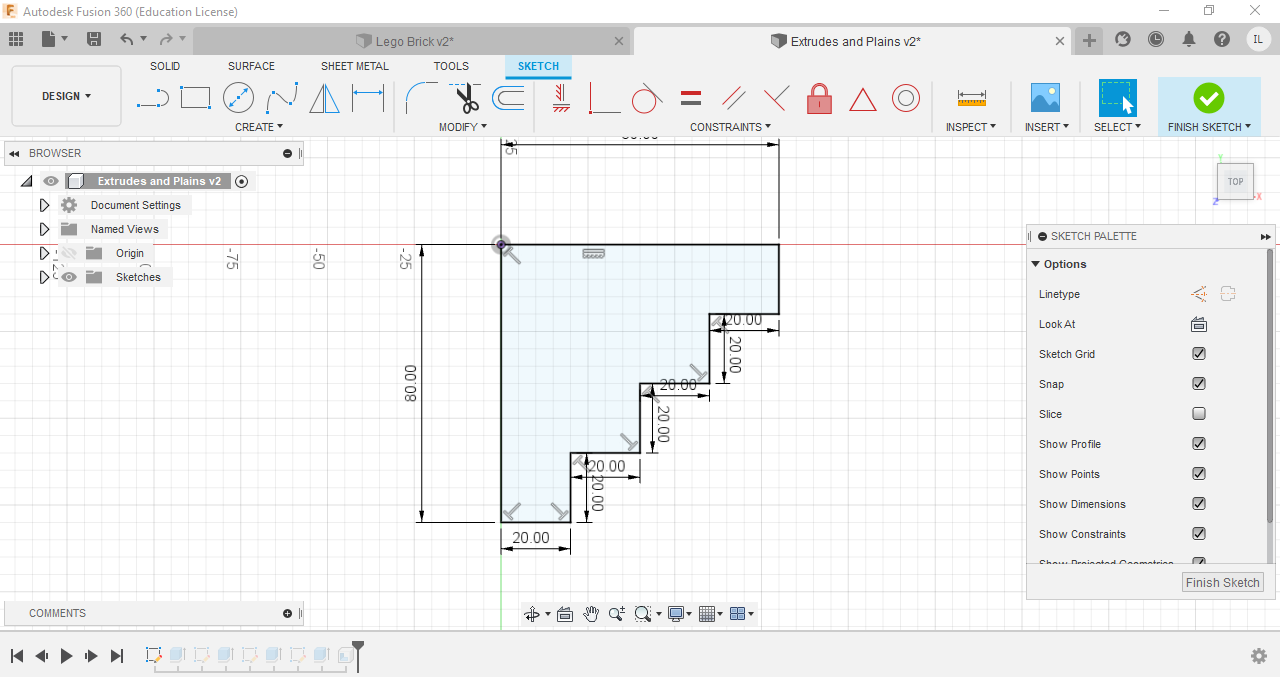 Autodesk Fusion 360 (Education License)
Lego Brick v2*
Extrudes and Plains v2*
IL
DESIGN
SOLID
SURFACE
SHEET METAL
TOOLS
SKETCH
CREATE
MODIFY
CONSTRAINTS
INSPECT
INSERT
SELECT
FINISH SKETCH
BROWSER
Extrudes and Plains v2
Document Settings
Named Views
Origin
Sketches
-75
-50
-25
80.00
20.00
20.00
20.00
20.00
20.00
20.00
20.00
TOP
Y
X
Z
SKETCH PALETTE
Options
Linetype
Look At
Sketch Grid
Snap
Slice
Show Profile
Show Points
Show Dimensions
Show Constraints
Show Projected Geometries
Finish Sketch
COMMENTS